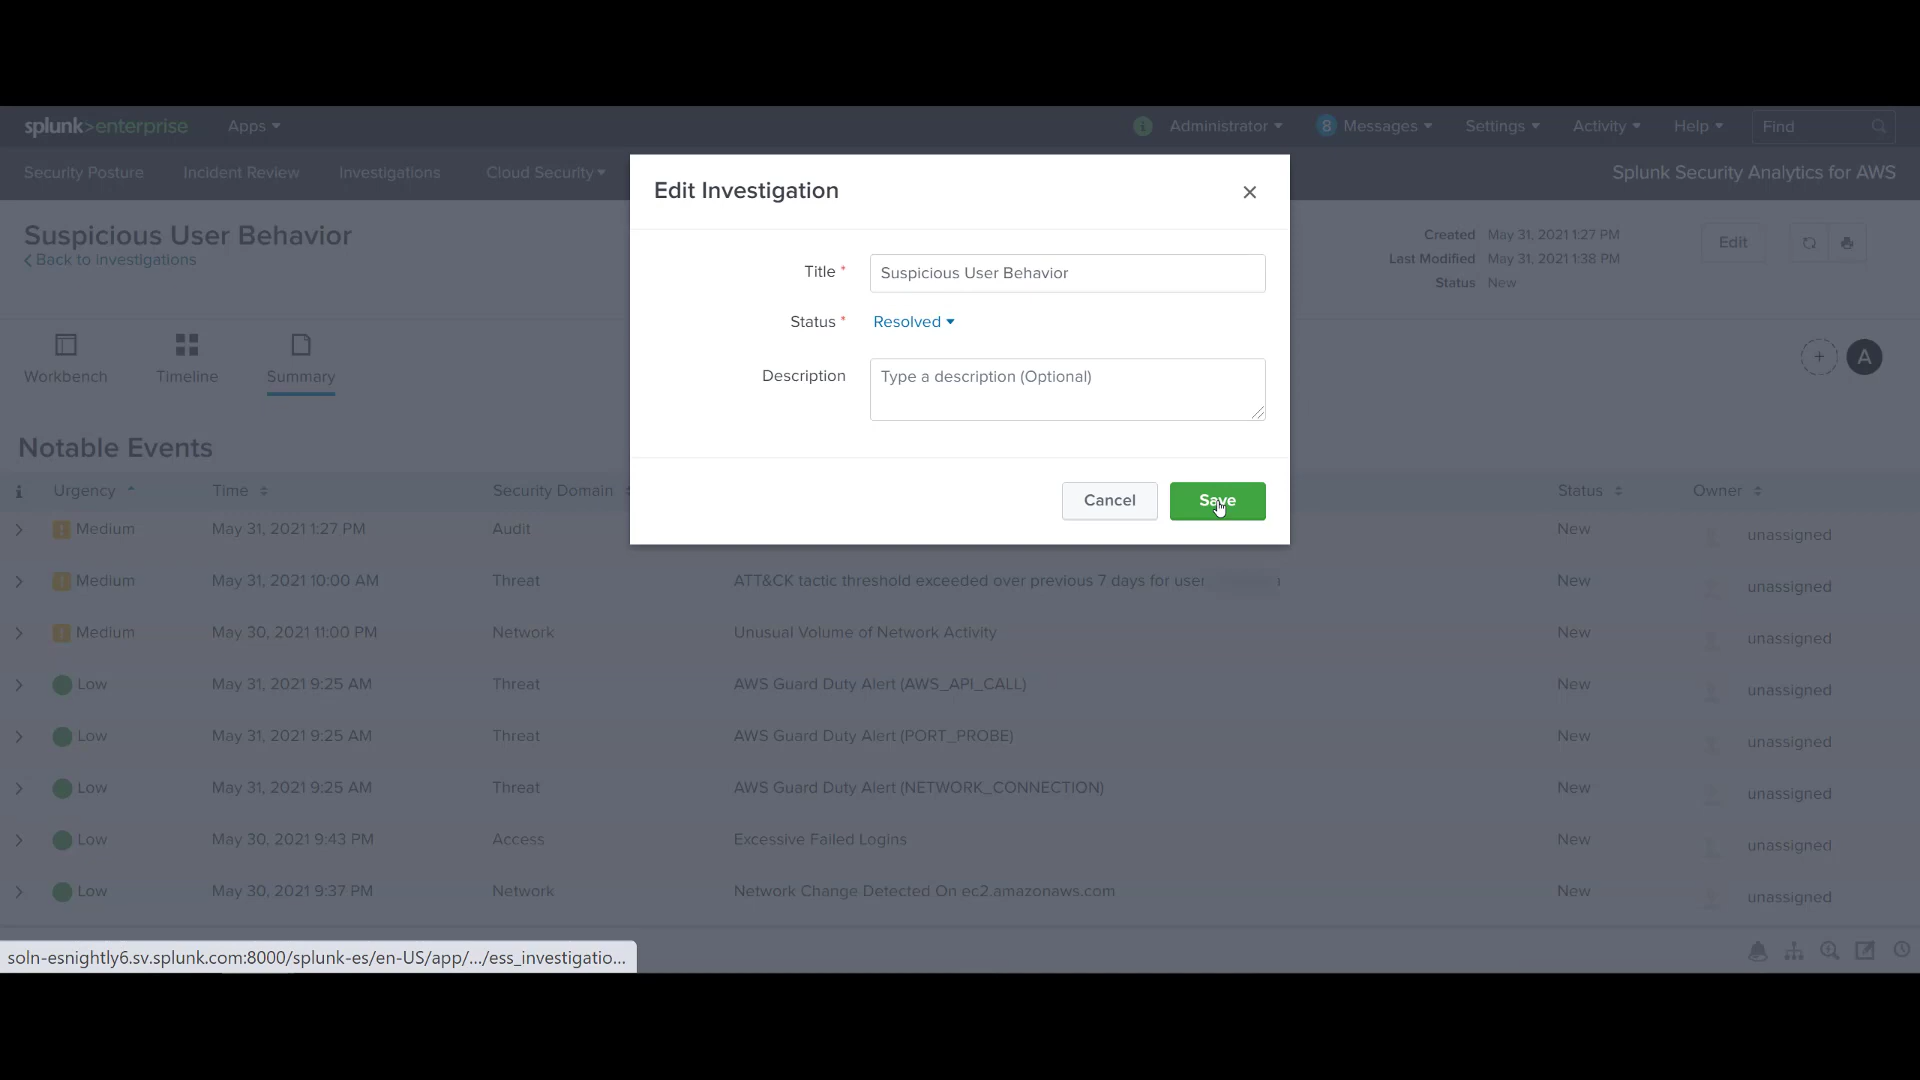 splunk>enterprise Apps Administrator 8 Messages Settings Activity Help Find
Security Posture Incident Review Investigations Cloud Security Splunk Security Analytics for AWS
Edit Investigation
Suspicious User Behavior
< Back to investigations
Created May 31, 2021 1:27 PM
Last Modified May 31, 2021 1:38 PM
Status New
Edit
Title * Suspicious User Behavior
Status * Resolved
Description Type a description (Optional)
Cancel Save
Workbench Timeline Summary
A
Notable Events
i Urgency Time Security Domain Status Owner
Medium May 31, 2021 1:27 PM Audit New unassigned
Medium May 31, 2021 10:00 AM Threat ATT&CK tactic threshold exceeded over previous 7 days for user New unassigned
Medium May 30, 2021 11:00 PM Network Unusual Volume of Network Activity New unassigned
Low May 31, 2021 9:25 AM Threat AWS Guard Duty Alert (AWS_API_CALL) New unassigned
Low May 31, 2021 9:25 AM Threat AWS Guard Duty Alert (PORT_PROBE) New unassigned
Low May 31, 2021 9:25 AM Threat AWS Guard Duty Alert (NETWORK_CONNECTION) New unassigned
Low May 30, 2021 9:43 PM Access Excessive Failed Logins New unassigned
Low May 30, 2021 9:37 PM Network Network Change Detected On ec2.amazonaws.com New unassigned
soln-esnightly6.sv.splunk.com:8000/splunk-es/en-US/app/.../ess_investigatio...